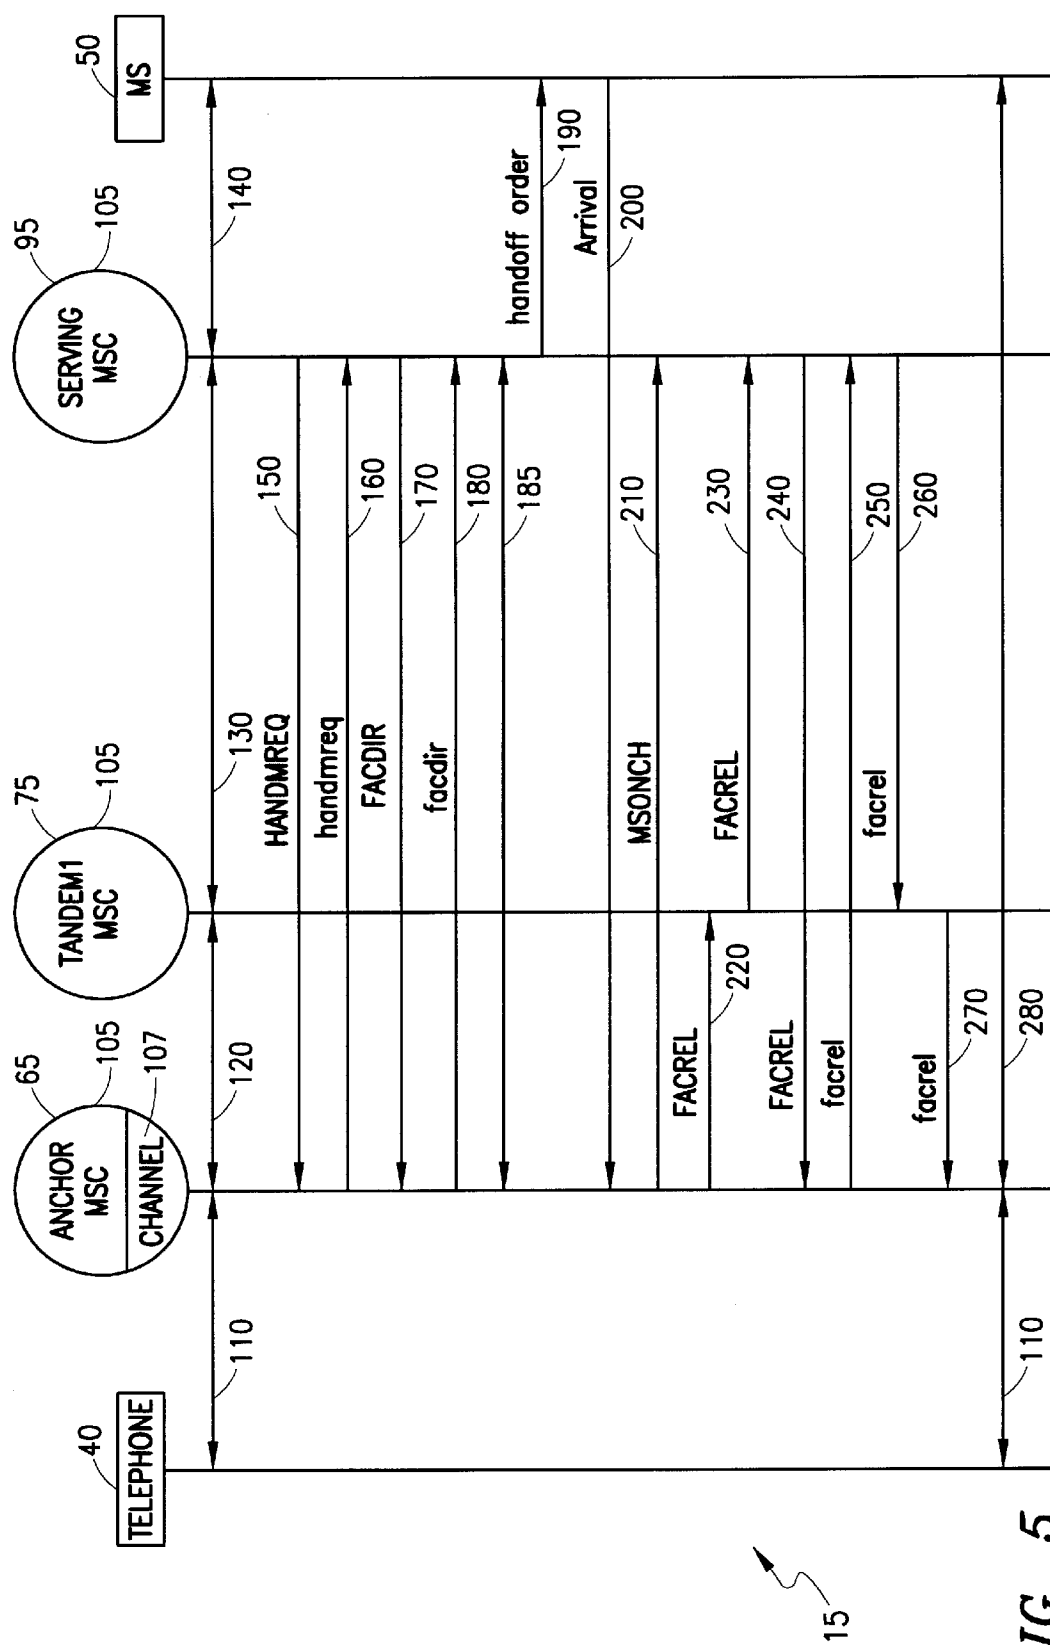 40
TELEPHONE
65
105
107
ANCHOR
MSC
CHANNEL
75
105
TANDEM1
MSC
95
105
SERVING
MSC
50
MS
110
120
130
140
HANDMREQ
150
handmreq
160
FACDIR
170
facdir
180
185
handoff order
190
Arrival
200
MSONCH
210
FACREL
220
FACREL
230
FACREL
240
facrel
250
facrel
260
facrel
270
110
280
15
IG 5